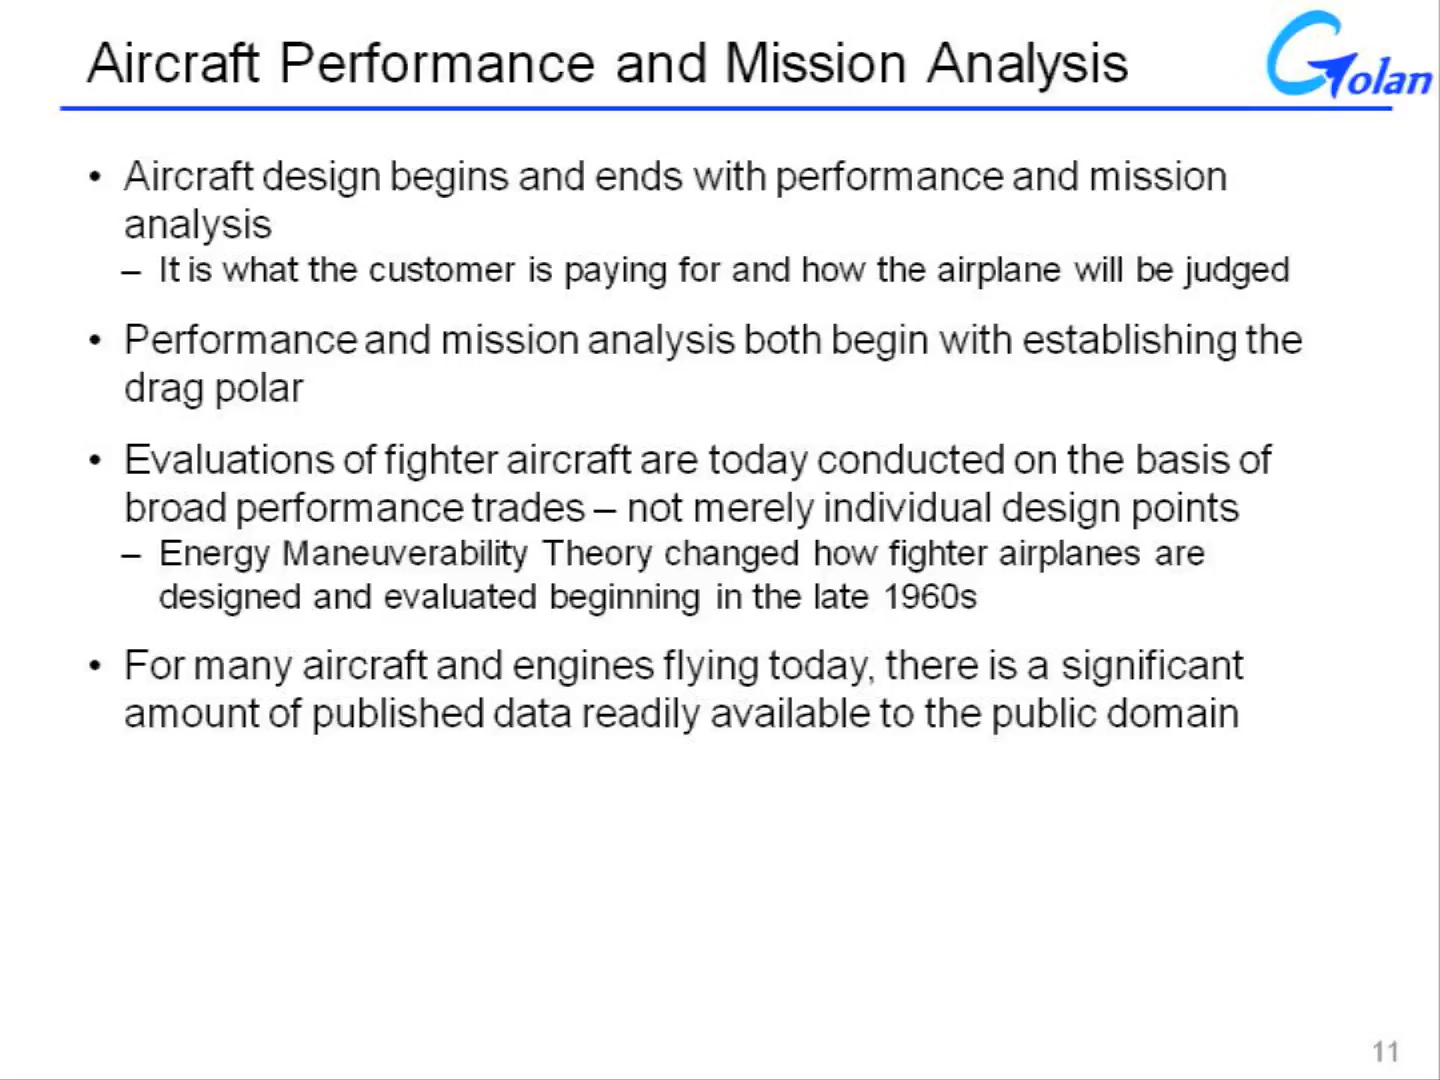 Aircraft Performance and Mission Analysis
Golan
• Aircraft design begins and ends with performance and mission
analysis
– It is what the customer is paying for and how the airplane will be judged
• Performance and mission analysis both begin with establishing the
drag polar
• Evaluations of fighter aircraft are today conducted on the basis of
broad performance trades – not merely individual design points
– Energy Maneuverability Theory changed how fighter airplanes are
designed and evaluated beginning in the late 1960s
• For many aircraft and engines flying today, there is a significant
amount of published data readily available to the public domain
11